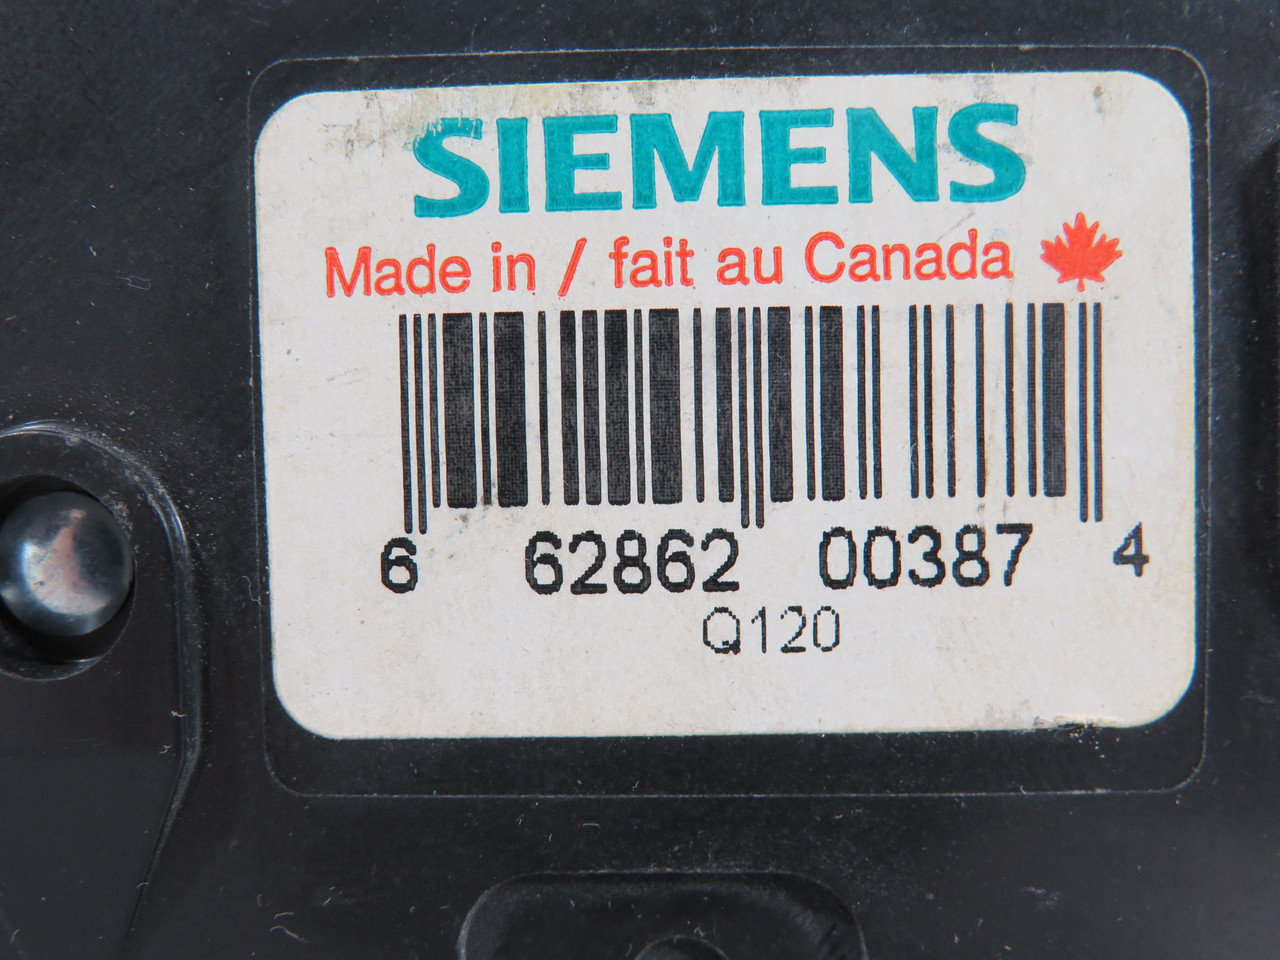 SIEMENS
Made in / fait au Canada
6 62862 00387 4
Q120